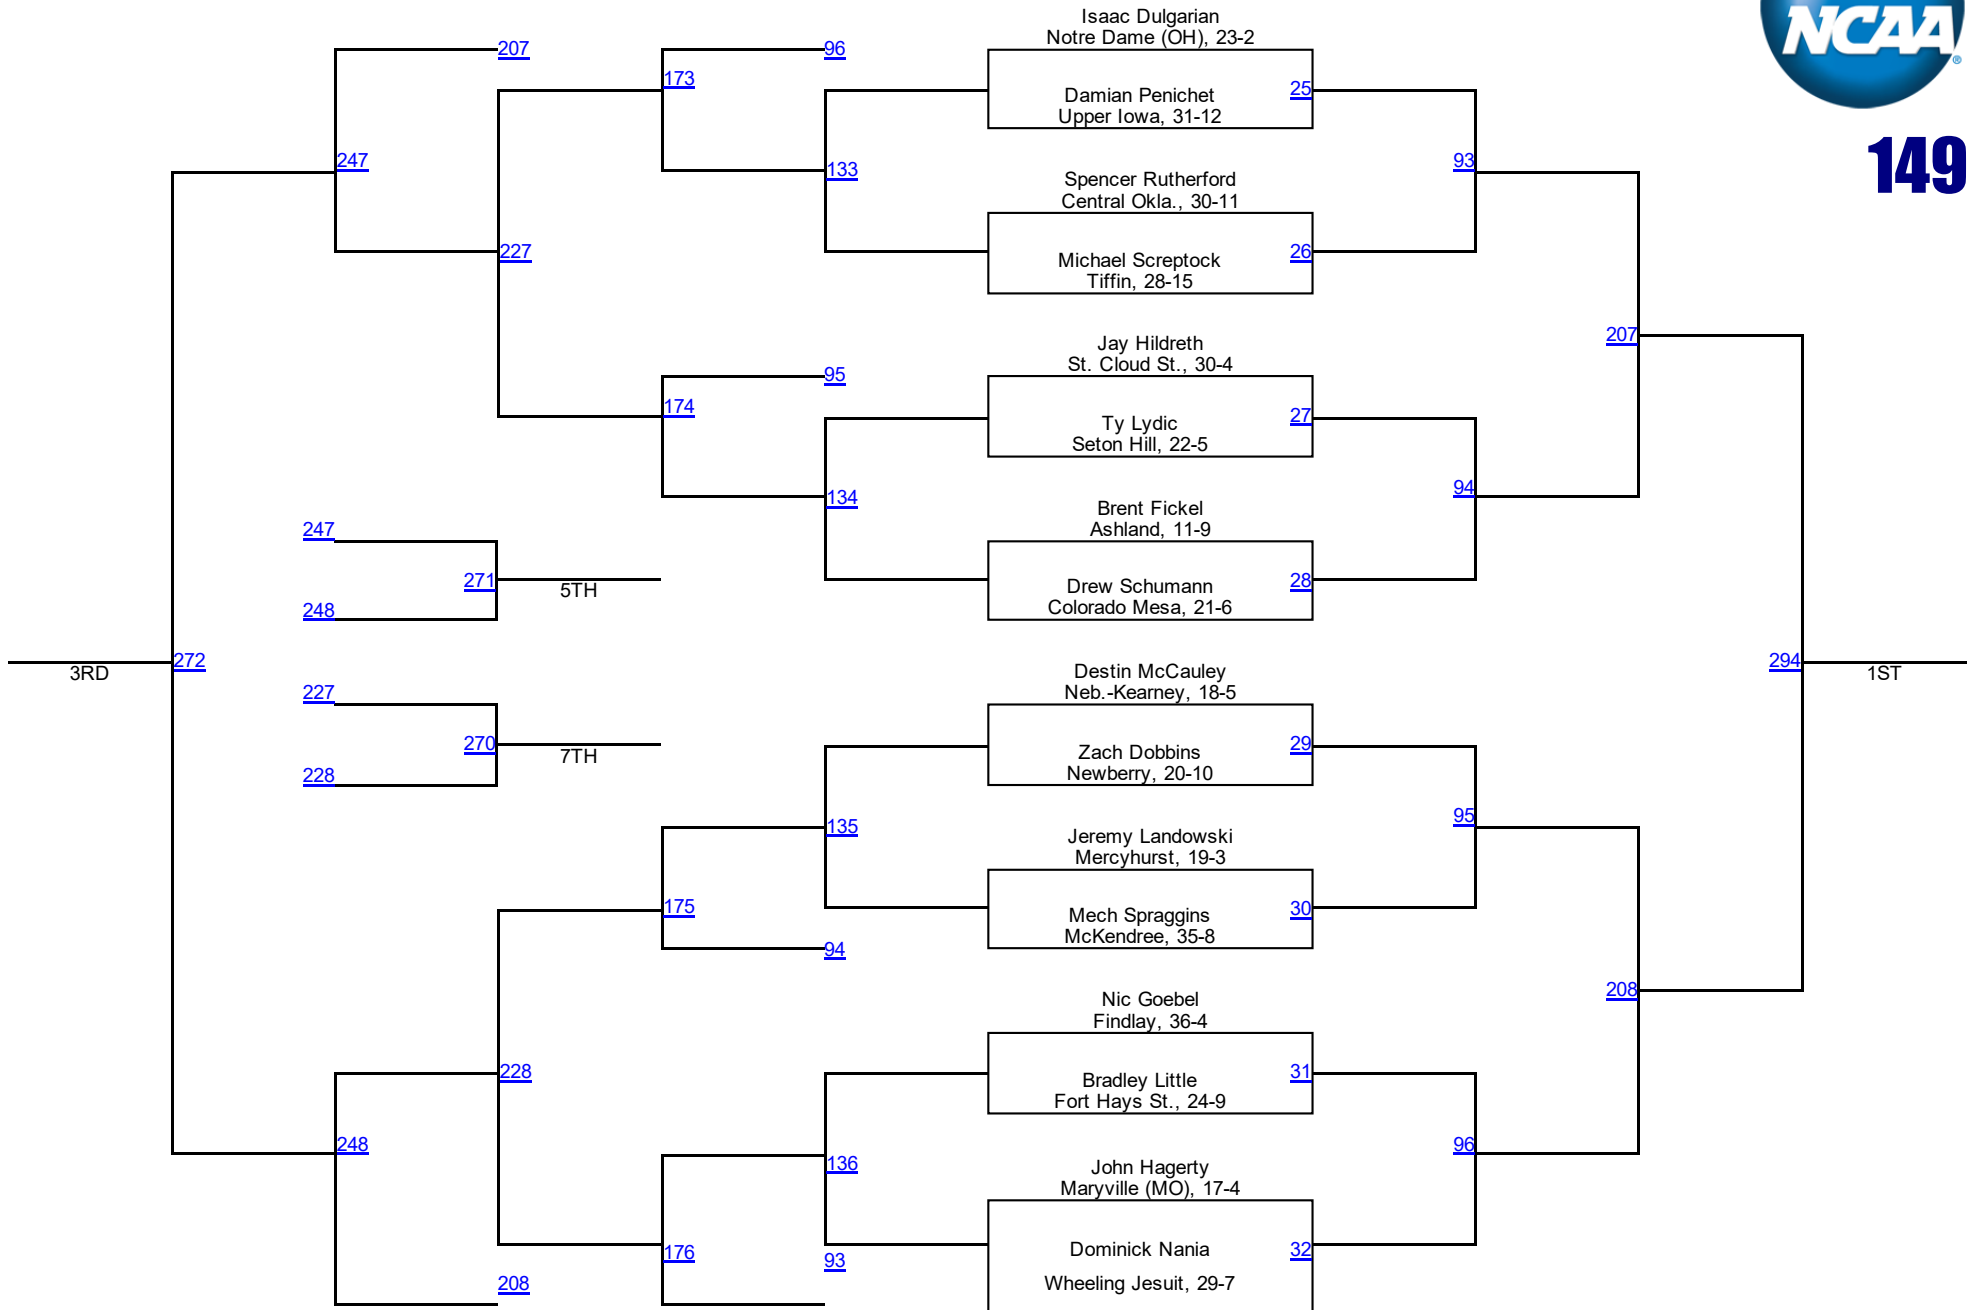 NCAA®
149
Isaac Dulgarian
Notre Dame (OH), 23-2
207
96
173
Damian Penichet
25
Upper Iowa, 31-12
247
133
93
Spencer Rutherford
Central Okla., 30-11
227
26
Michael Screptock
Tiffin, 28-15
207
Jay Hildreth
St. Cloud St., 30-4
95
174
27
Ty Lydic
Seton Hill, 22-5
134
94
Brent Fickel
Ashland, 11-9
247
271
5TH
Drew Schumann
28
Colorado Mesa, 21-6
248
3RD
272
Destin McCauley
294
1ST
Neb.-Kearney, 18-5
227
270
7TH
Zach Dobbins
29
Newberry, 20-10
228
135
95
Jeremy Landowski
Mercyhurst, 19-3
175
30
Mech Spraggins
McKendree, 35-8
94
208
Nic Goebel
Findlay, 36-4
228
31
Bradley Little
Fort Hays St., 24-9
248
136
96
John Hagerty
Maryville (MO), 17-4
176
93
32
Dominick Nania
208
Wheeling Jesuit, 29-7